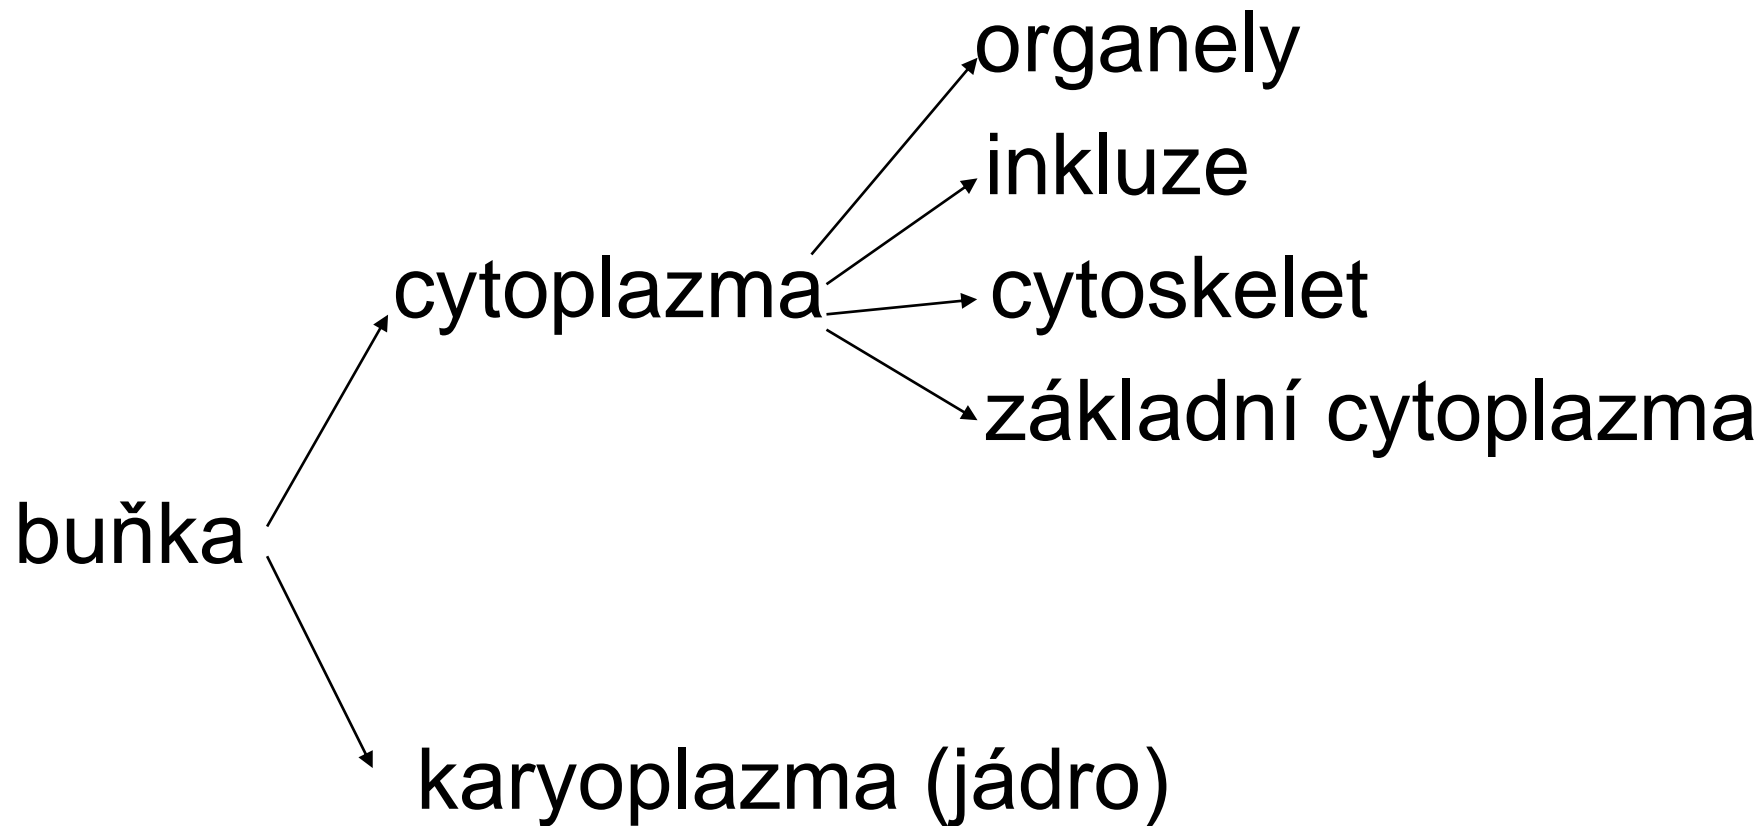 organely
inkluze
cytoplazma cytoskelet
základní cytoplazma
buňka
karyoplazma (jádro)